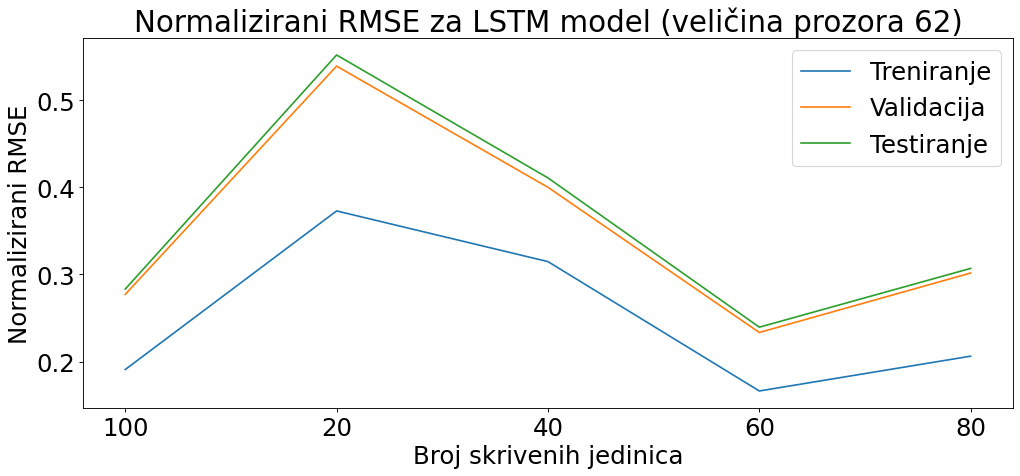 Normalizirani RMSE za LSTM model (veličina prozora 62)
Treniranje
Validacija
Testiranje
Normalizirani RMSE
0.5
0.4
0.3
0.2
100 20 40 60 80
Broj skrivenih jedinica